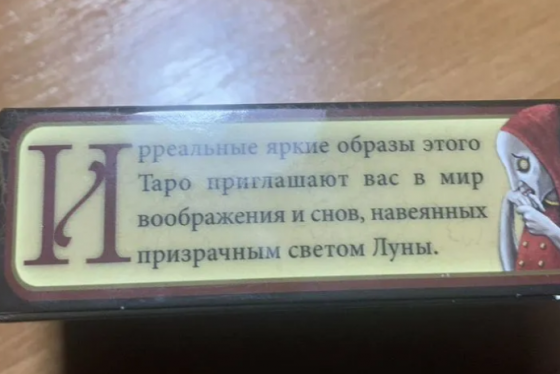 Ирреальные яркие образы этого
Таро приглашают вас в мир
воображения и снов, навеянных
призрачным светом Луны.